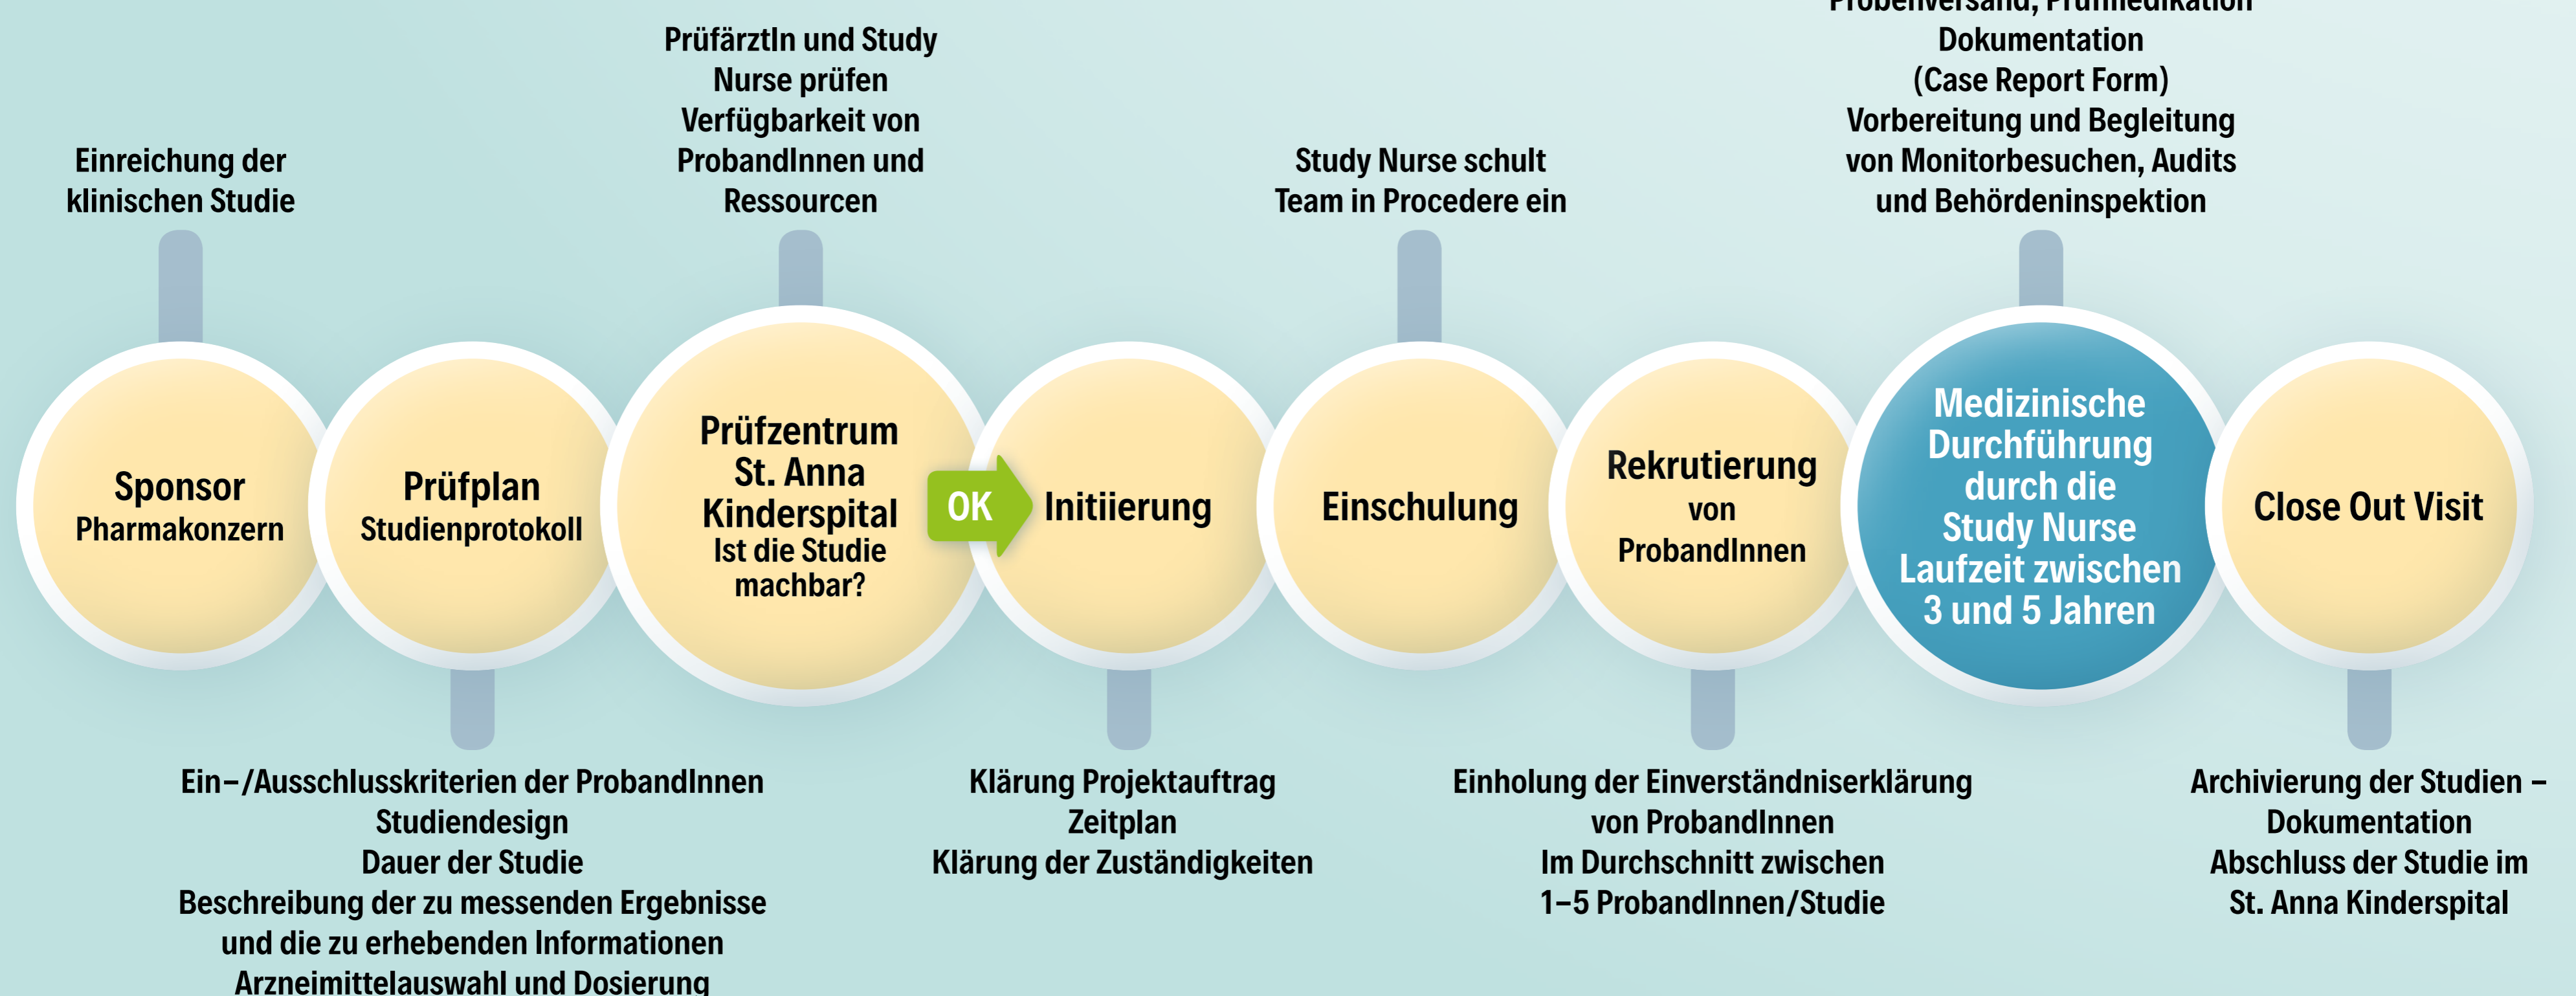 Einreichung der
klinischen Studie
Sponsor
Pharmakonzern
Prüfplan
Studienprotokoll
Ein–/Ausschlusskriterien der ProbandInnen
Studiendesign
Dauer der Studie
Beschreibung der zu messenden Ergebnisse
und die zu erhebenden Informationen
Arzneimittelauswahl und Dosierung
PrüfärztIn und Study
Nurse prüfen
Verfügbarkeit von
ProbandInnen und
Ressourcen
Prüfzentrum
St. Anna
Kinderspital
Ist die Studie
machbar?
OK
Initiierung
Klärung Projektauftrag
Zeitplan
Klärung der Zuständigkeiten
Study Nurse schult
Team in Procedere ein
Einschulung
Rekrutierung
von
ProbandInnen
Einholung der Einverständniserklärung
von ProbandInnen
Im Durchschnitt zwischen
1–5 ProbandInnen/Studie
Probenversand, Prüfmedikation
Dokumentation
(Case Report Form)
Vorbereitung und Begleitung
von Monitorbesuchen, Audits
und Behördeninspektion
Medizinische
Durchführung
durch die
Study Nurse
Laufzeit zwischen
3 und 5 Jahren
Close Out Visit
Archivierung der Studien –
Dokumentation
Abschluss der Studie im
St. Anna Kinderspital